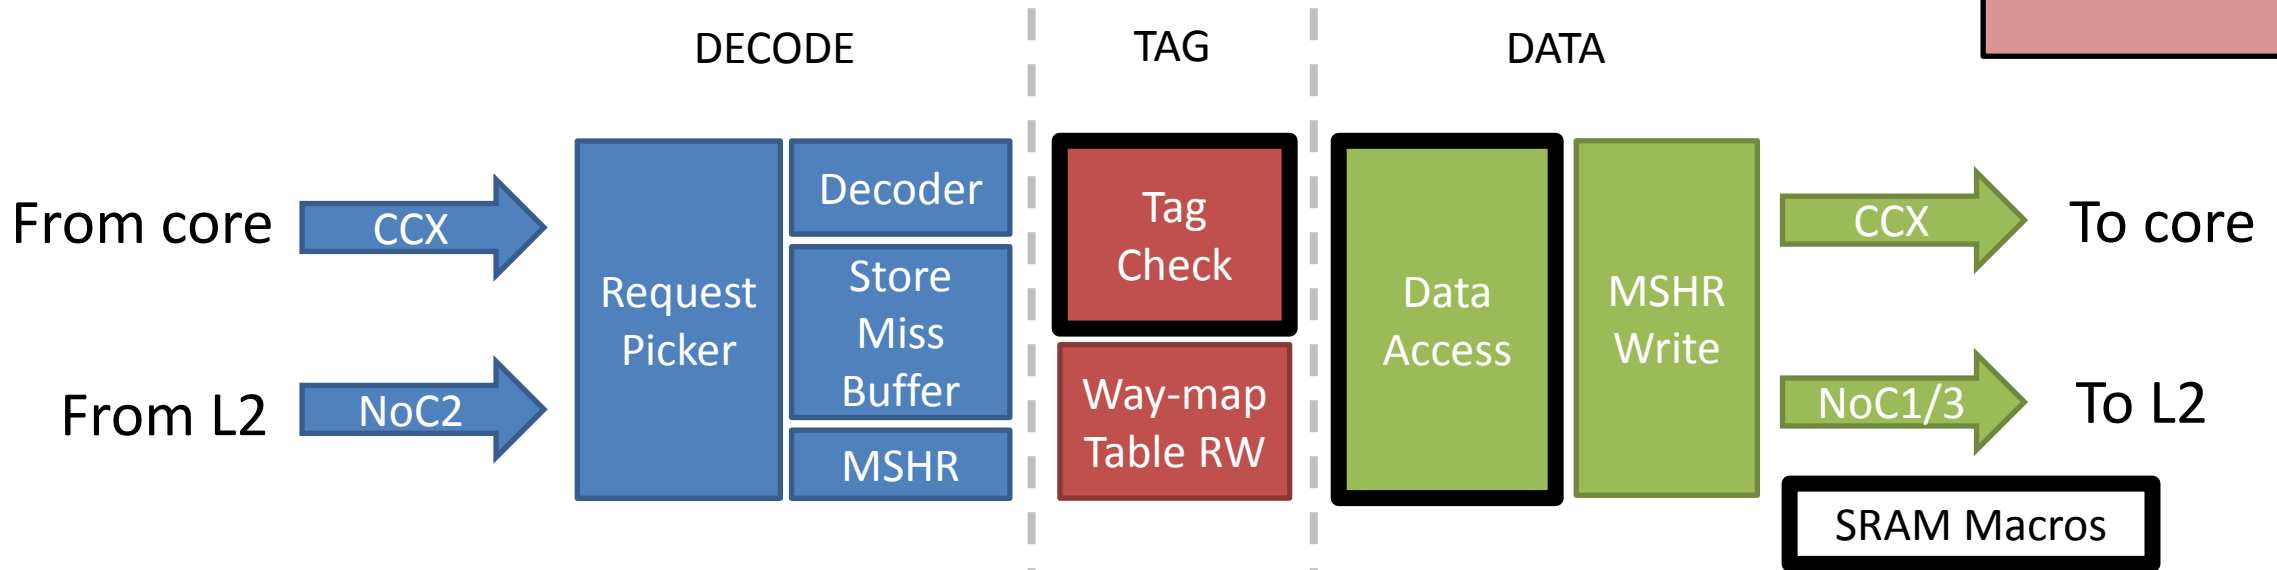 DECODE
TAG
DATA
From core
CCX
From L2
NoC2
Request
Picker
Decoder
Store
Miss
Buffer
MSHR
Tag
Check
Way-map
Table RW
Data
Access
MSHR
Write
CCX
To core
NoC1/3
To L2
SRAM Macros